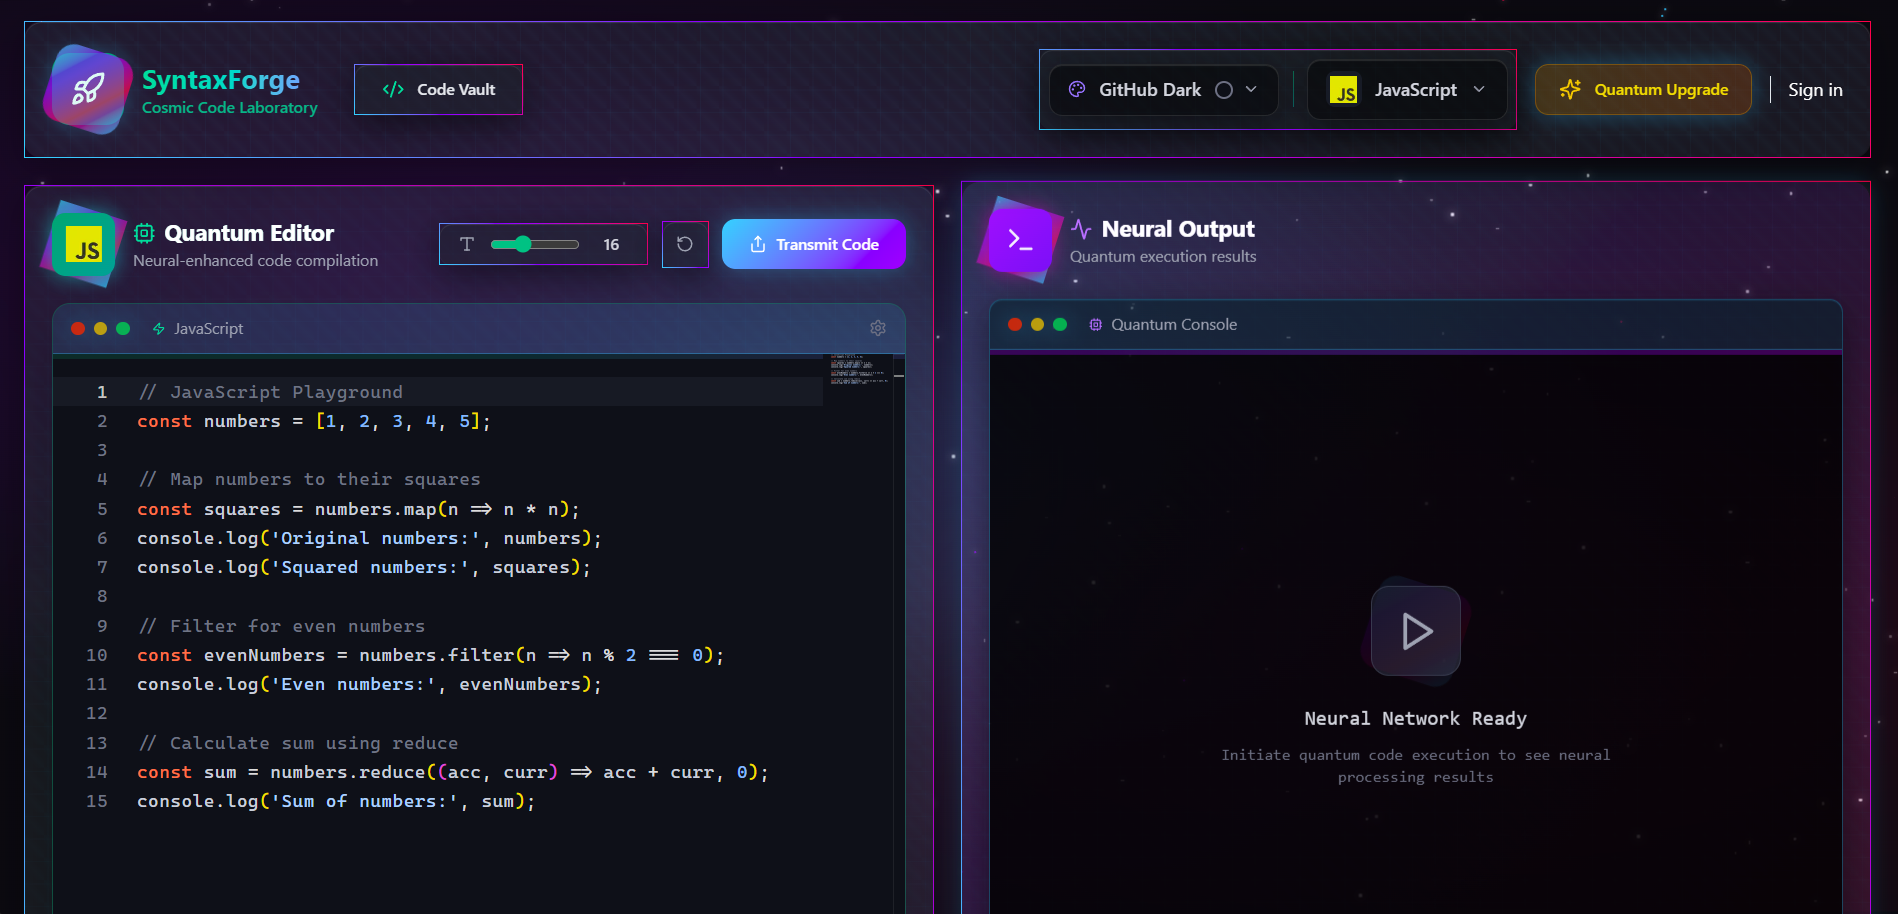 SyntaxForge
Cosmic Code Laboratory
Code Vault
GitHub Dark
JS
JavaScript
Quantum Upgrade
Sign in
JS
Quantum Editor
Neural-enhanced code compilation
16
Transmit Code
JavaScript
1 // JavaScript Playground
2 const numbers = [1, 2, 3, 4, 5];
3
4 // Map numbers to their squares
5 const squares = numbers.map(n => n * n);
6 console.log('Original numbers:', numbers);
7 console.log('Squared numbers:', squares);
8
9 // Filter for even numbers
10 const evenNumbers = numbers.filter(n => n % 2 === 0);
11 console.log('Even numbers:', evenNumbers);
12
13 // Calculate sum using reduce
14 const sum = numbers.reduce((acc, curr) => acc + curr, 0);
15 console.log('Sum of numbers:', sum);
Neural Output
Quantum execution results
Quantum Console
Neural Network Ready
Initiate quantum code execution to see neural
processing results